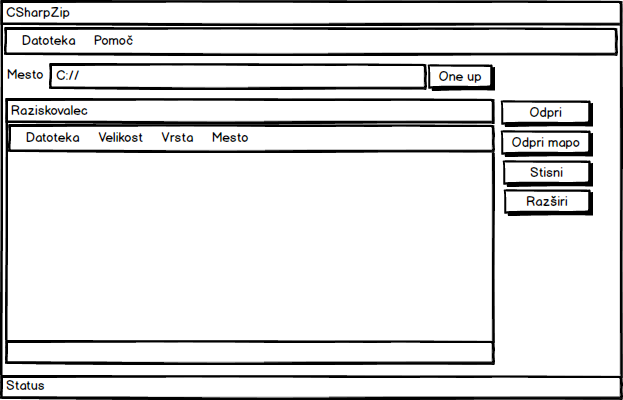 CSharpZip
Datoteka Pomoč
Mesto C:// One up
Raziskovalec
Datoteka Velikost Vrsta Mesto
Odpri
Odpri mapo
Stisni
Razširi
Status